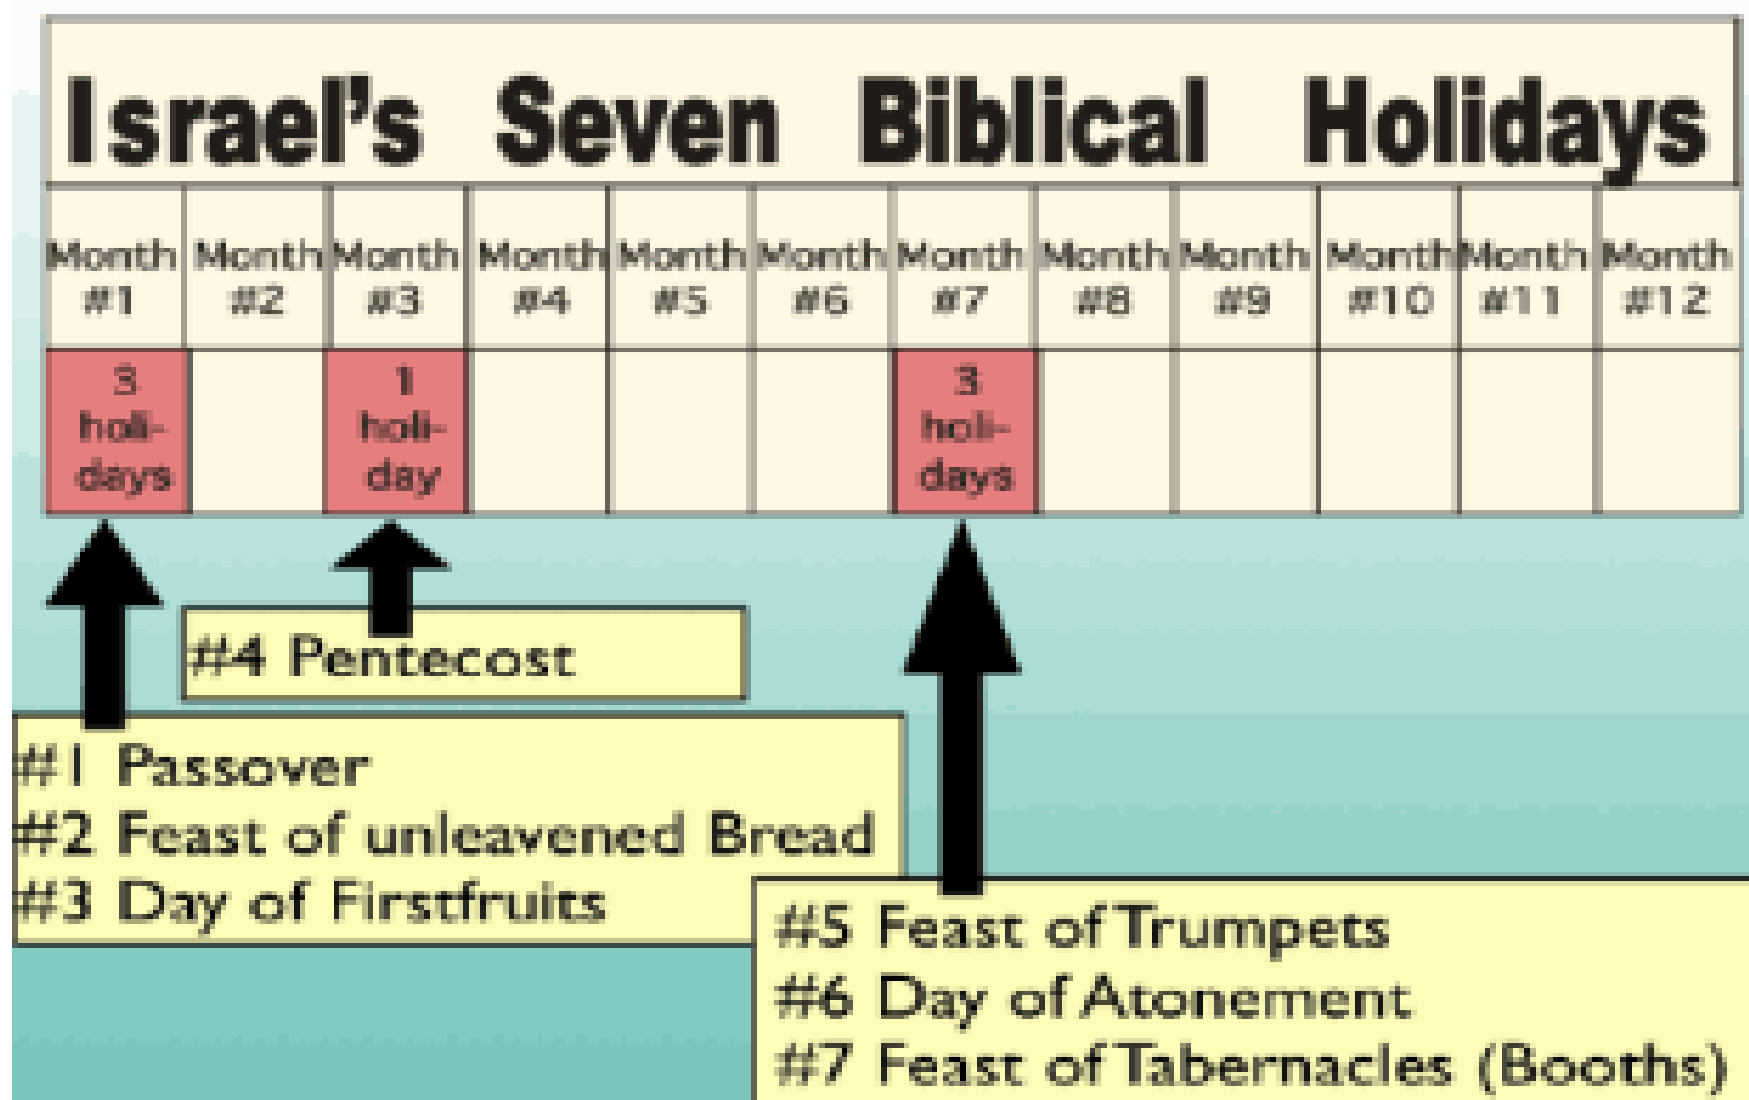 Israel's Seven Biblical Holidays
Month Month Month Month Month Month Month Month Month Month Month Month
#1 #2 #3 #4 #5 #6 #7 #8 #9 #10 #11 #12
3 1 3
holi- holi- holi-
days day days
#4 Pentecost
#1 Passover
#2 Feast of unleavened Bread
#3 Day of Firstfruits
#5 Feast of Trumpets
#6 Day of Atonement
#7 Feast of Tabernacles (Booths)